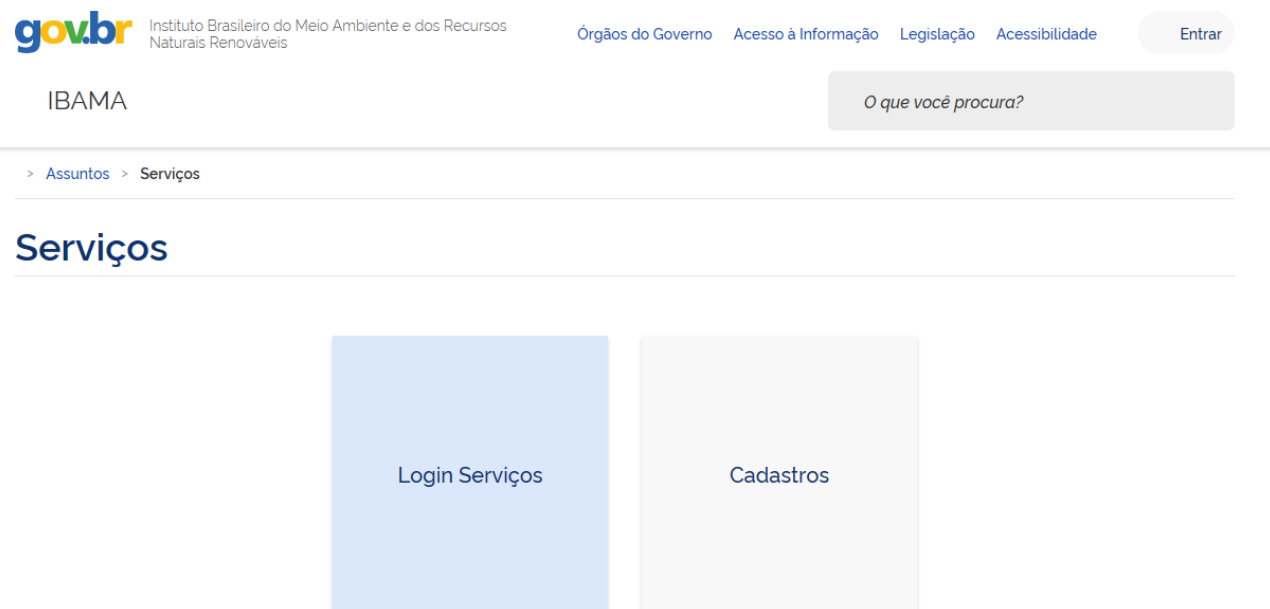 gov.br
Instituto Brasileiro do Meio Ambiente e dos Recursos
Naturais Renováveis
Órgãos do Governo Acesso à Informação Legislação Acessibilidade Entrar
IBAMA
O que você procura?
> Assuntos > Serviços
Serviços
Login Serviços
Cadastros